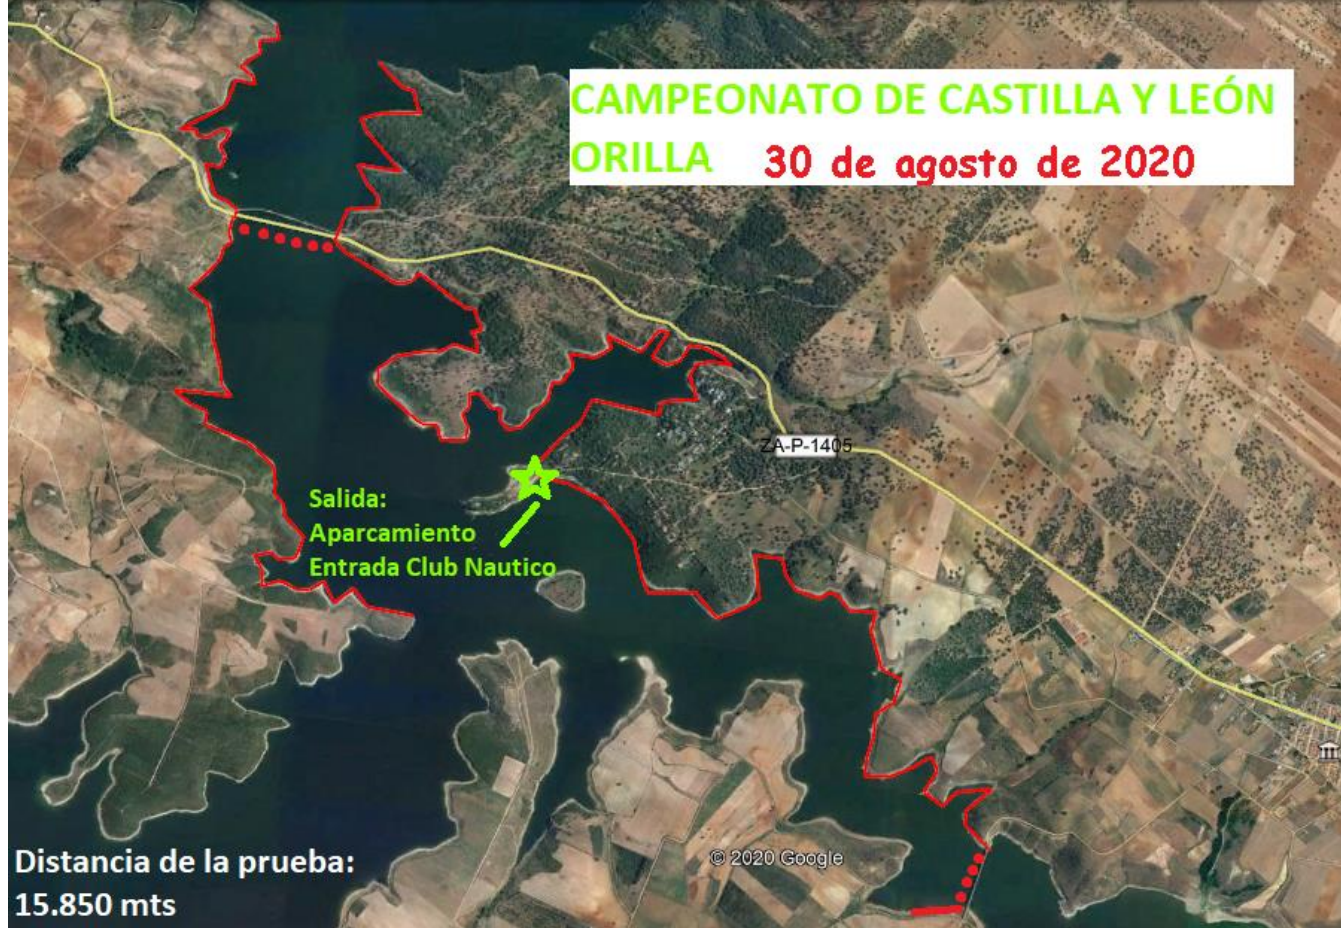 CAMPEONATO DE CASTILLA Y LEÓN
ORILLA 30 de agosto de 2020
ZA-P-1405
Salida:
Aparcamiento
Entrada Club Nautico
© 2020 Google
Distancia de la prueba:
15.850 mts